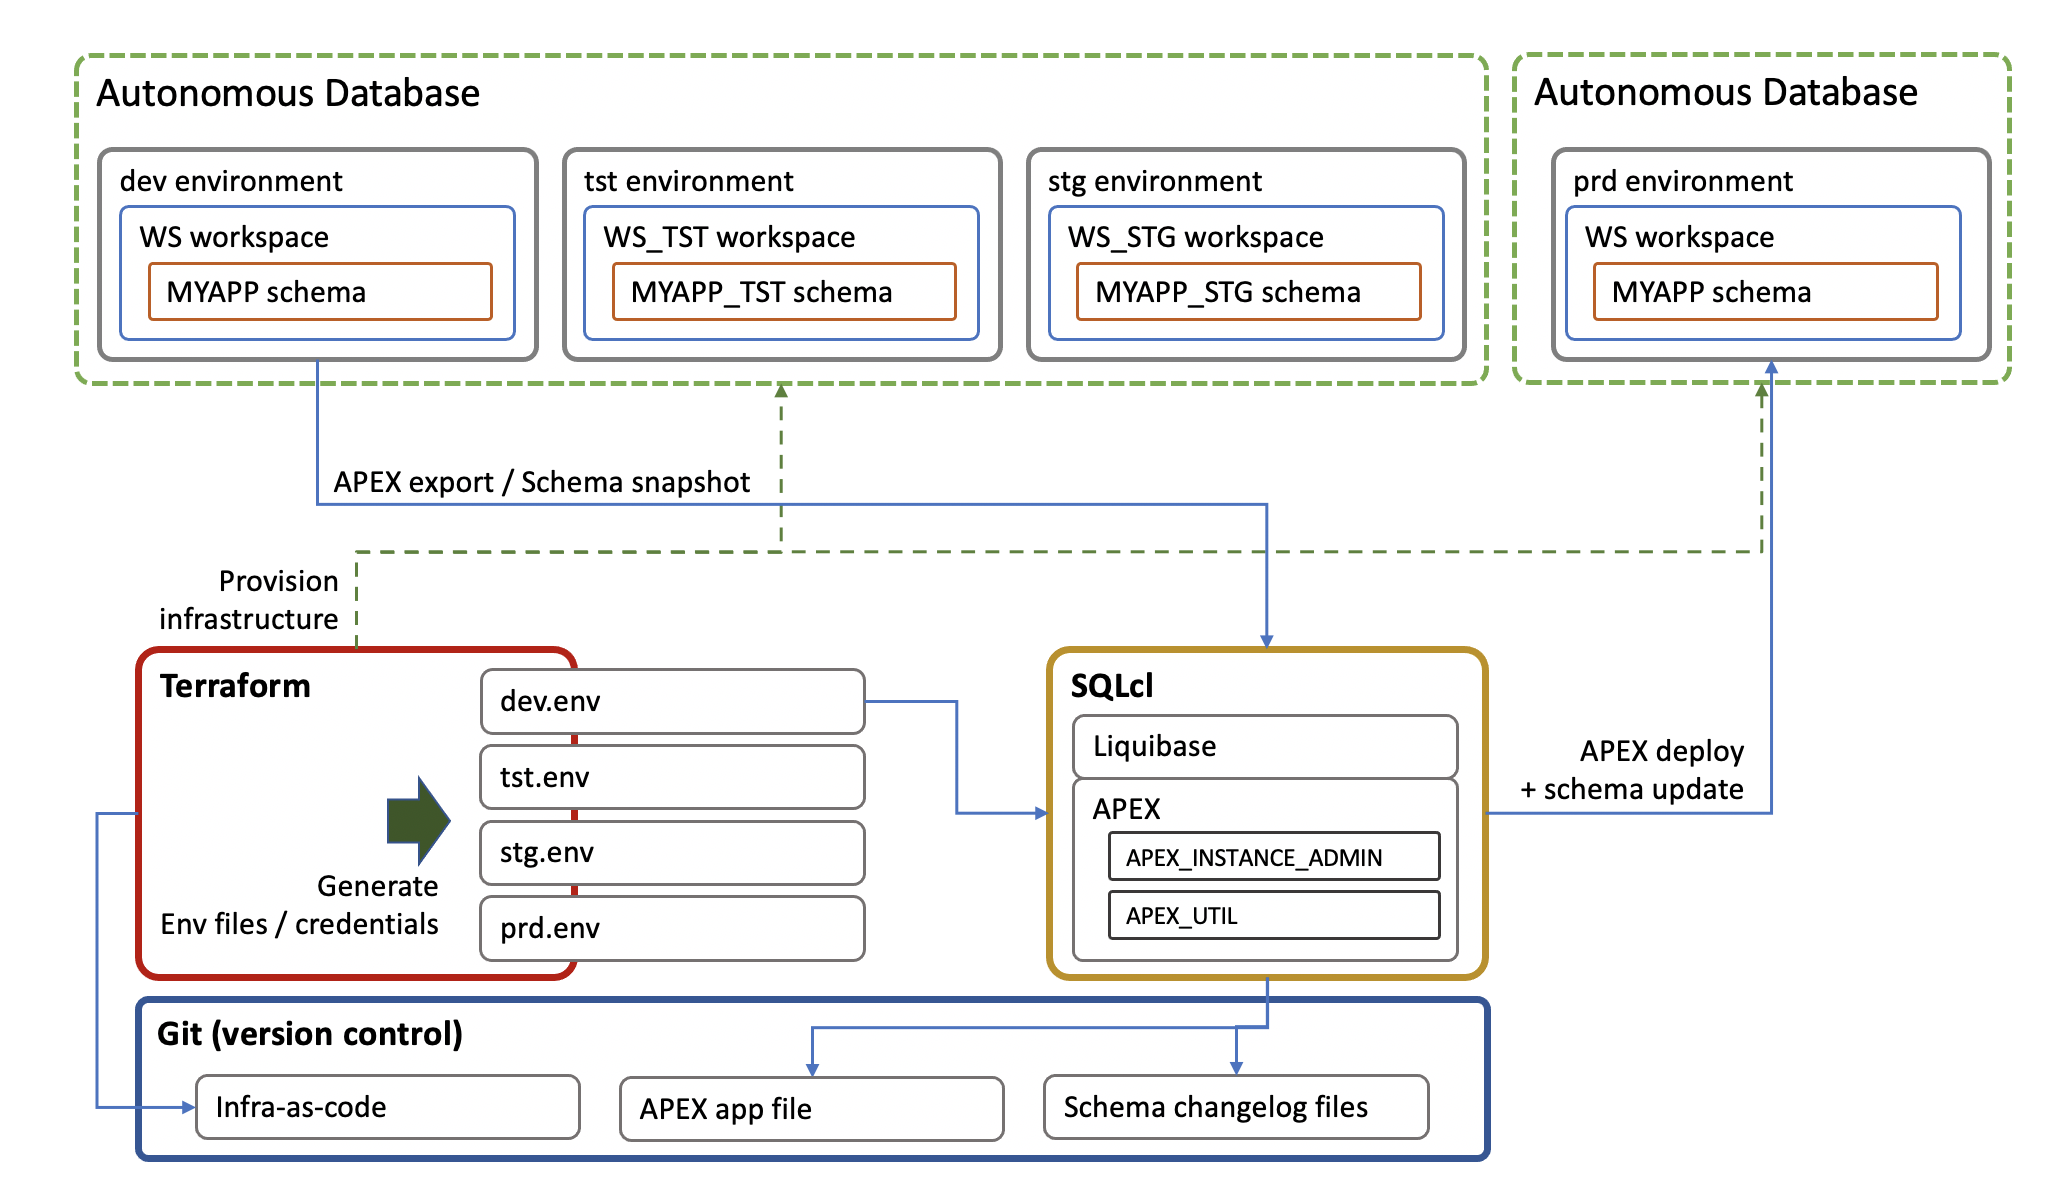 Autonomous Database
dev environment
WS workspace
MYAPP schema
tst environment
WS_TST workspace
MYAPP_TST schema
stg environment
WS_STG workspace
MYAPP_STG schema
Autonomous Database
prd environment
WS workspace
MYAPP schema
APEX export / Schema snapshot
Provision
infrastructure
Terraform
Generate
Env files / credentials
dev.env
tst.env
stg.env
prd.env
SQLcl
Liquibase
APEX
APEX_INSTANCE_ADMIN
APEX_UTIL
APEX deploy
+ schema update
Git (version control)
Infra-as-code
APEX app file
Schema changelog files